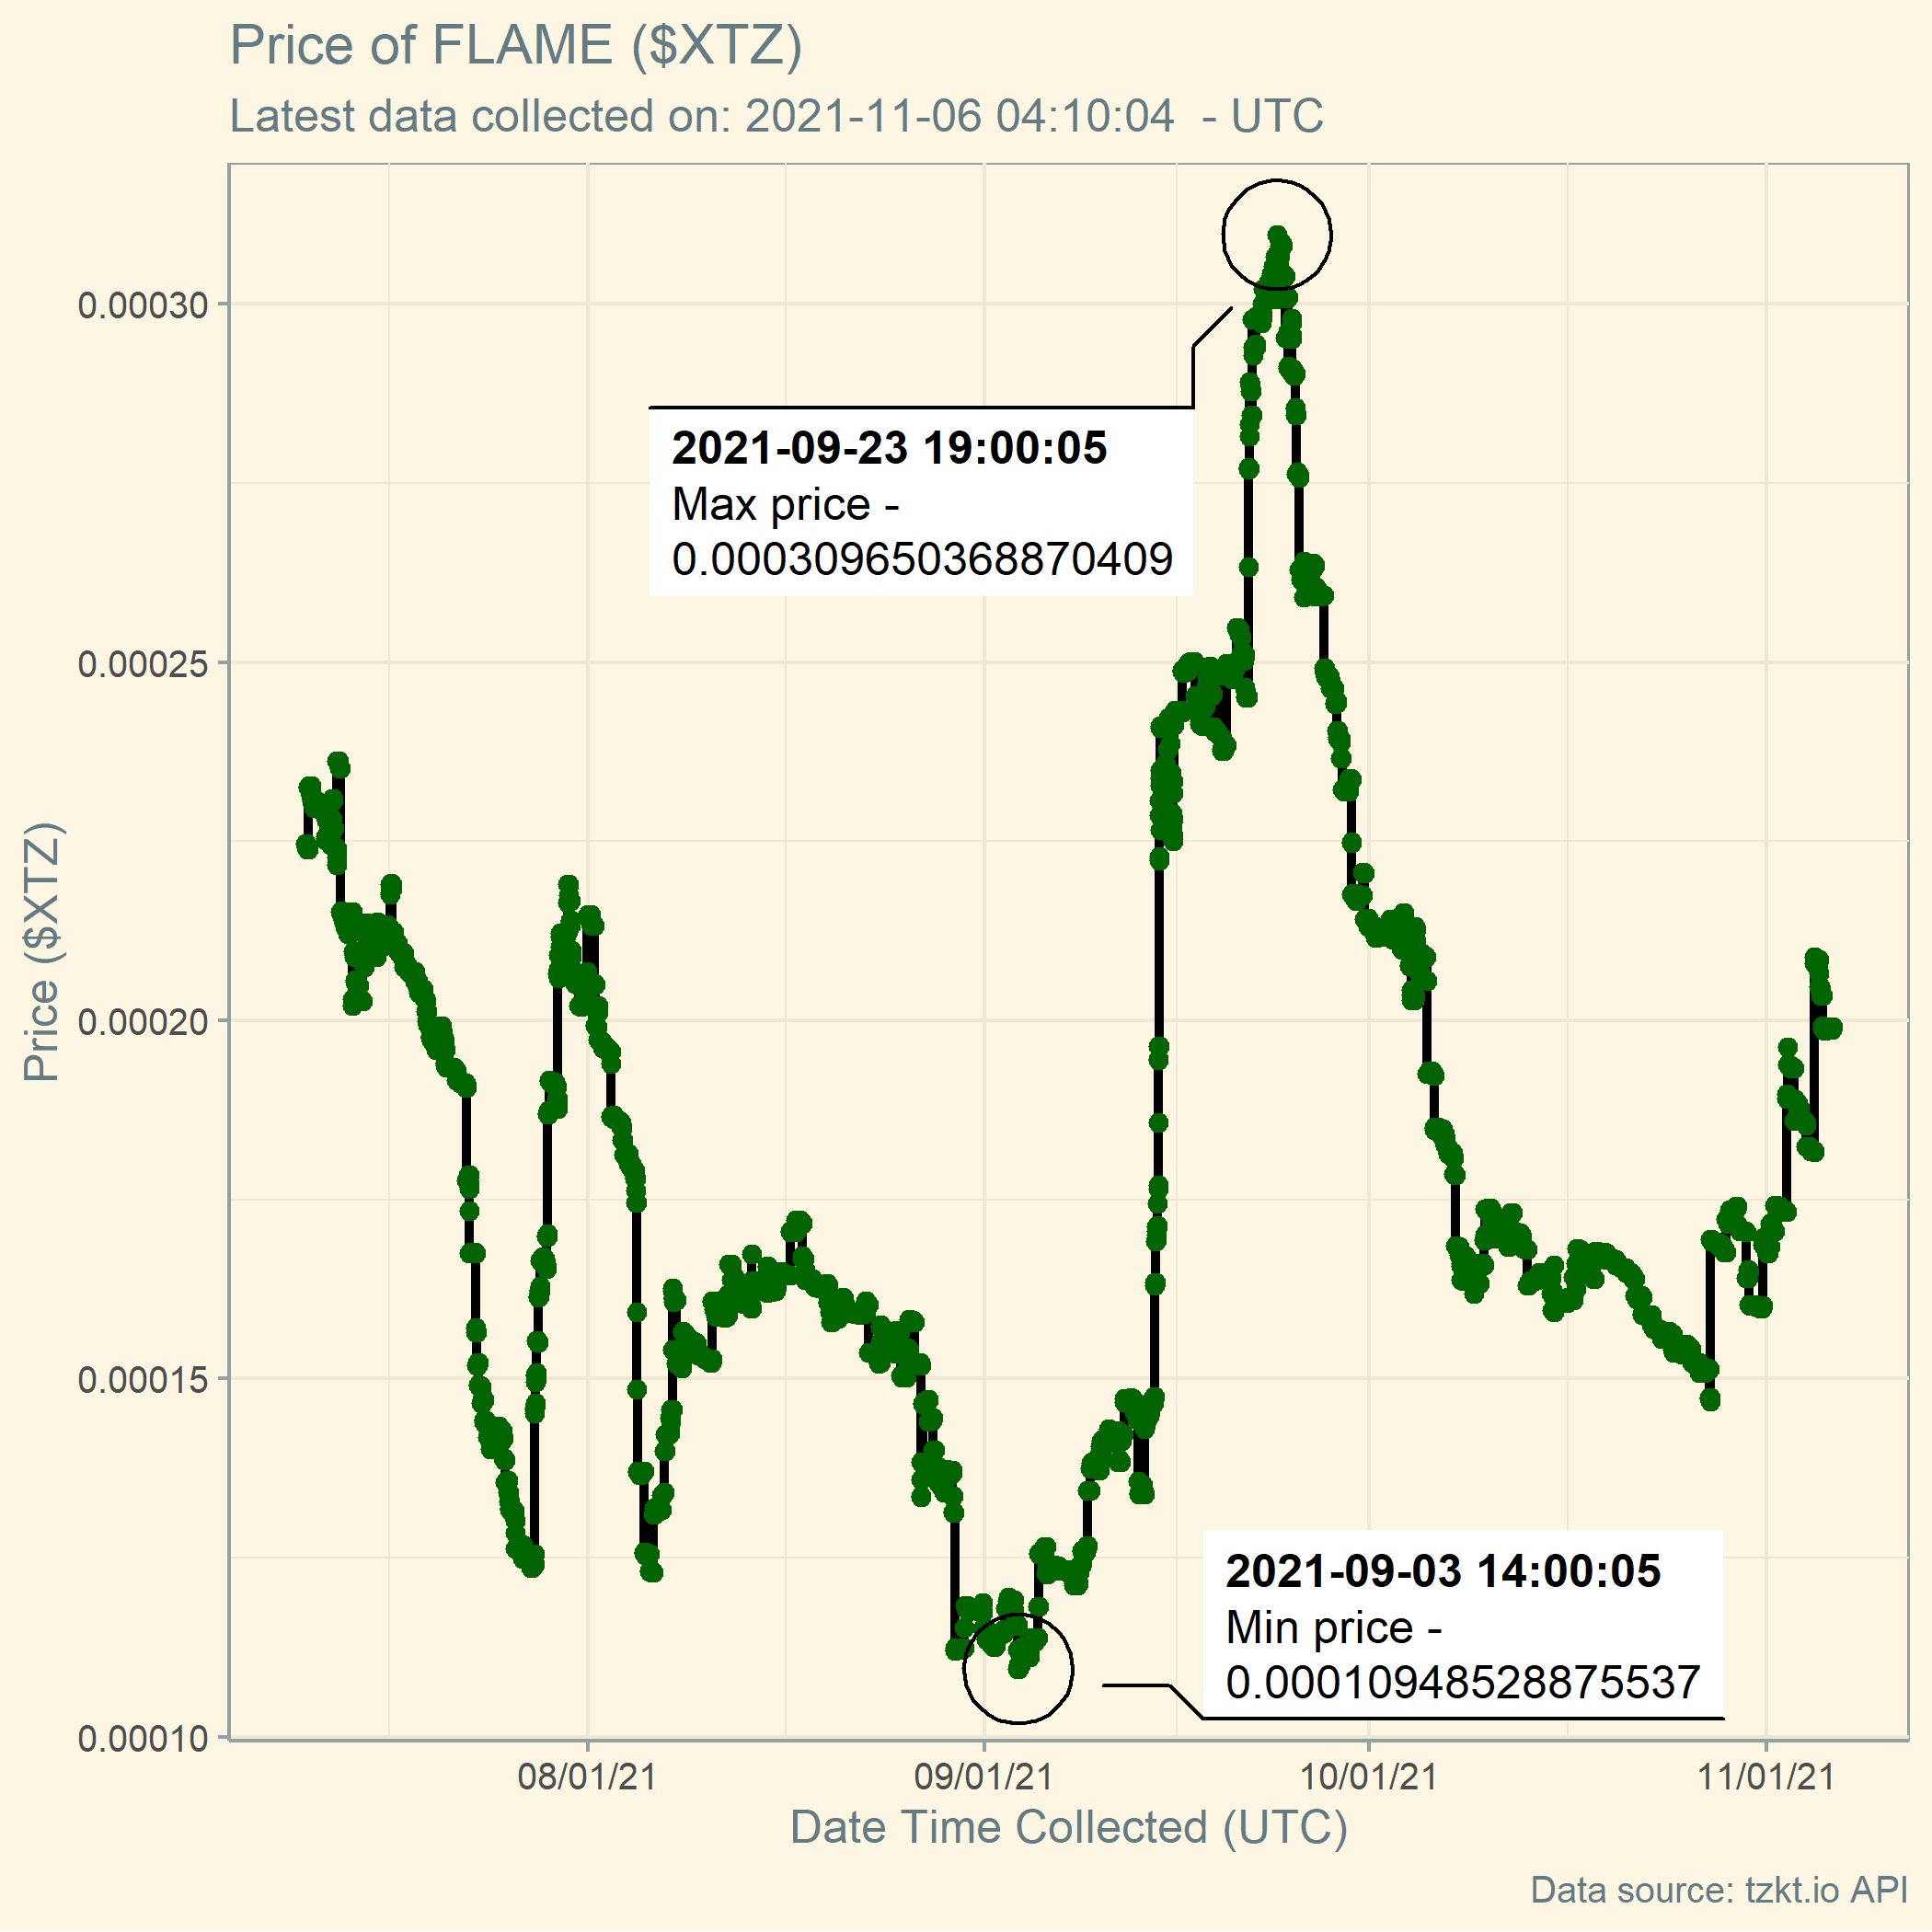 Price of FLAME ($XTZ)
Latest data collected on: 2021-11-06 04:10:04  - UTC
0.00030
0.00025
0.00020
0.00015
0.00010
Price ($XTZ)
2021-09-23 19:00:05
Max price -
0.000309650368870409
2021-09-03 14:00:05
Min price -
0.00010948528875537
08/01/21
09/01/21
10/01/21
11/01/21
Date Time Collected (UTC)
Data source: tzkt.io API